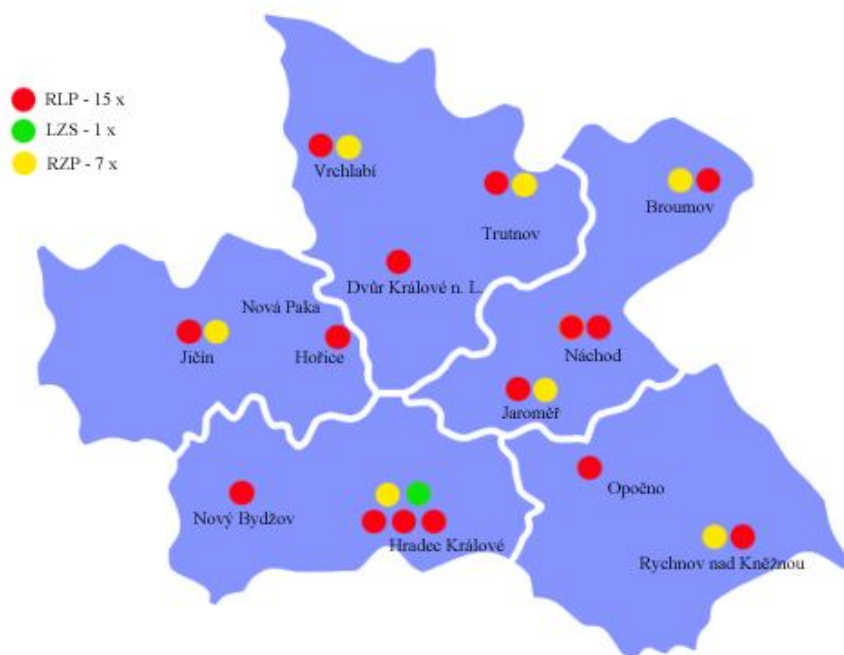 RLP - 15 x
LZS - 1 x
RZP - 7 x
Vrchlabí
Trutnov
Broumov
Dvůr Králové n. L.
Nová Paka
Jičín
Hořice
Náchod
Jaroměř
Opočno
Nový Bydžov
Hradec Králové
Rychnov nad Kněžnou